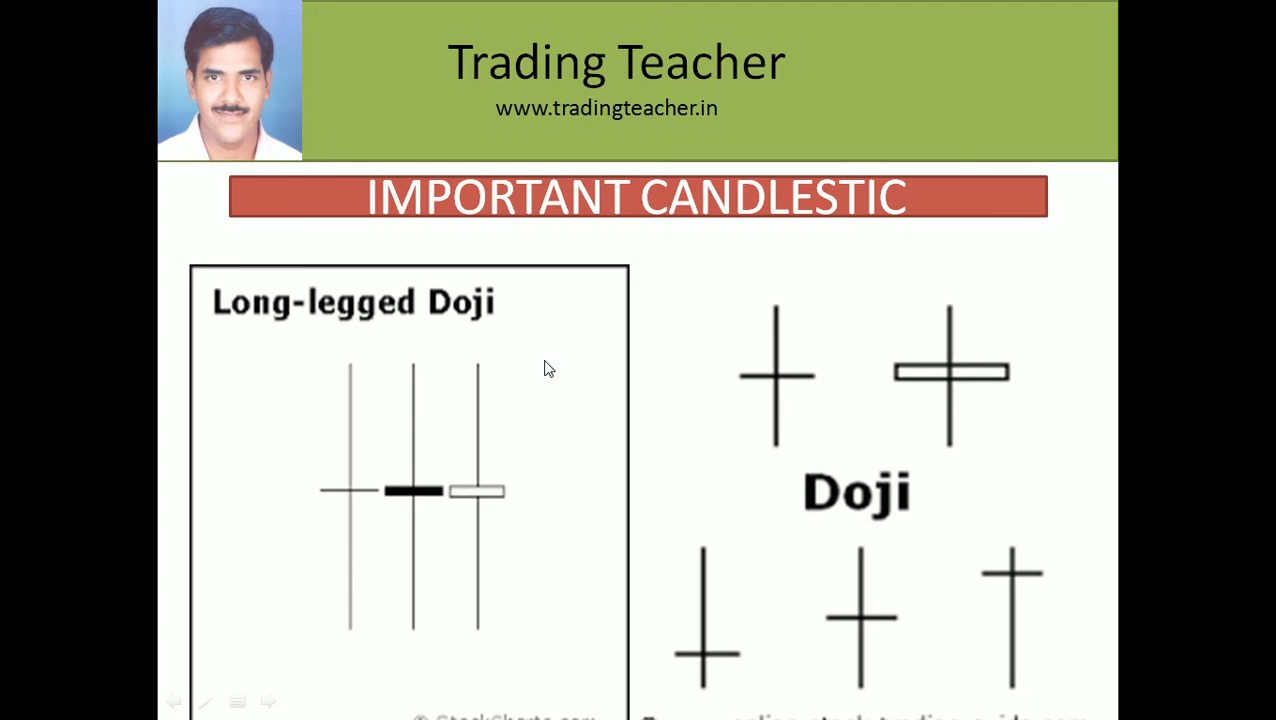 Trading Teacher
www.tradingteacher.in
IMPORTANT CANDLESTIC
Long-legged Doji
Doji